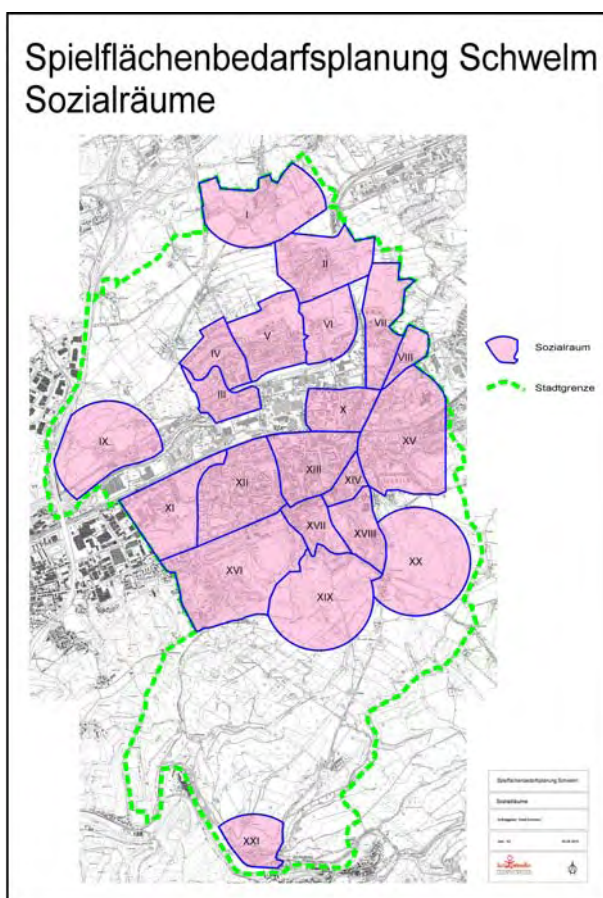 Spielflächenbedarfsplanung Schwelm
Sozialräume
I
II
VII
VI
V
IV
VIII
III
X
IX
XV
XIII
XII
XIV
XI
XVII
XVIII
XX
XVI
XIX
XXI
Sozialraum
Stadtgrenze
Spielflächenbedarfsplanung Schwelm
Sozialräume